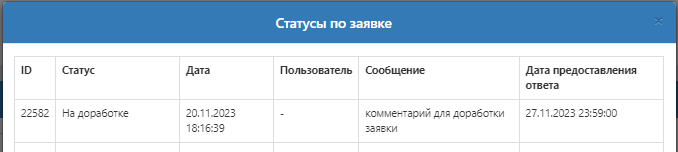 Статусы по заявке
×
ID Статус Дата Пользователь Сообщение Дата предоставления
ответа
22582 На доработке 20.11.2023 - комментарий для доработки 27.11.2023 23:59:00
18:16:39 заявки